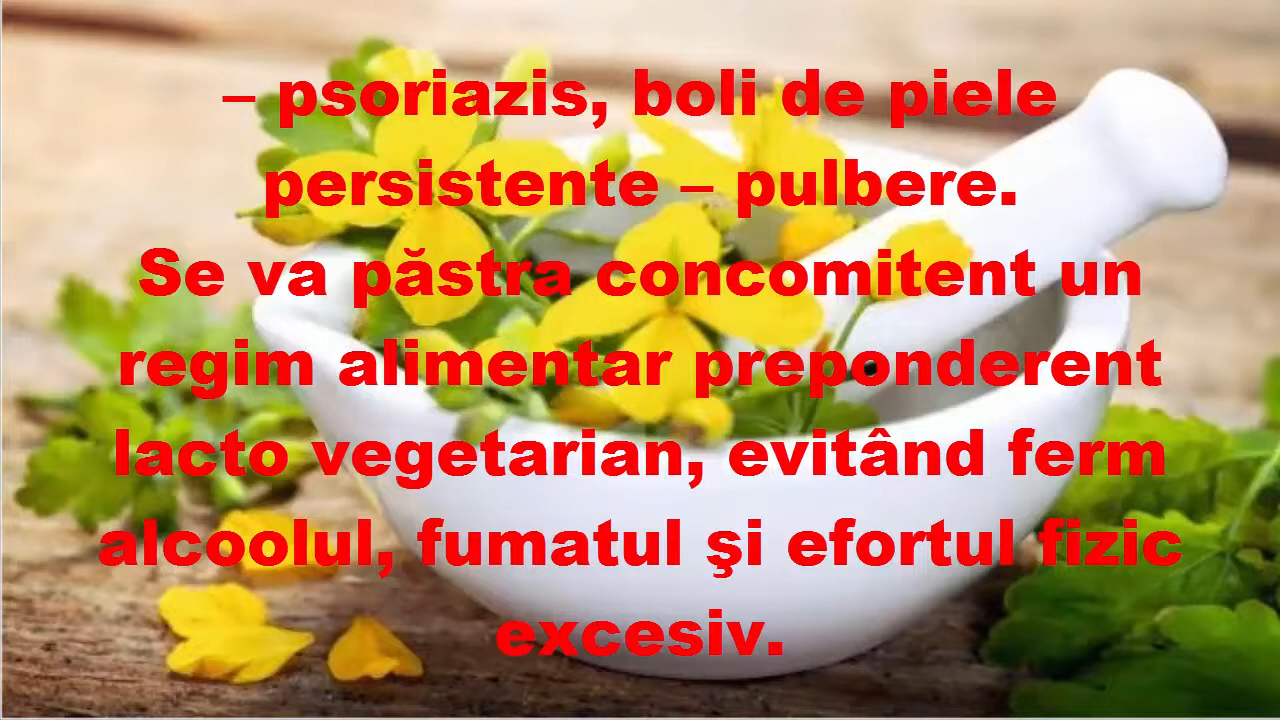 – psoriazis, boli de piele
persistente – pulbere.
Se va păstra concomitent un
regim alimentar preponderent
lacto vegetarian, evitând ferm
alcoolul, fumatul şi efortul fizic
excesiv.